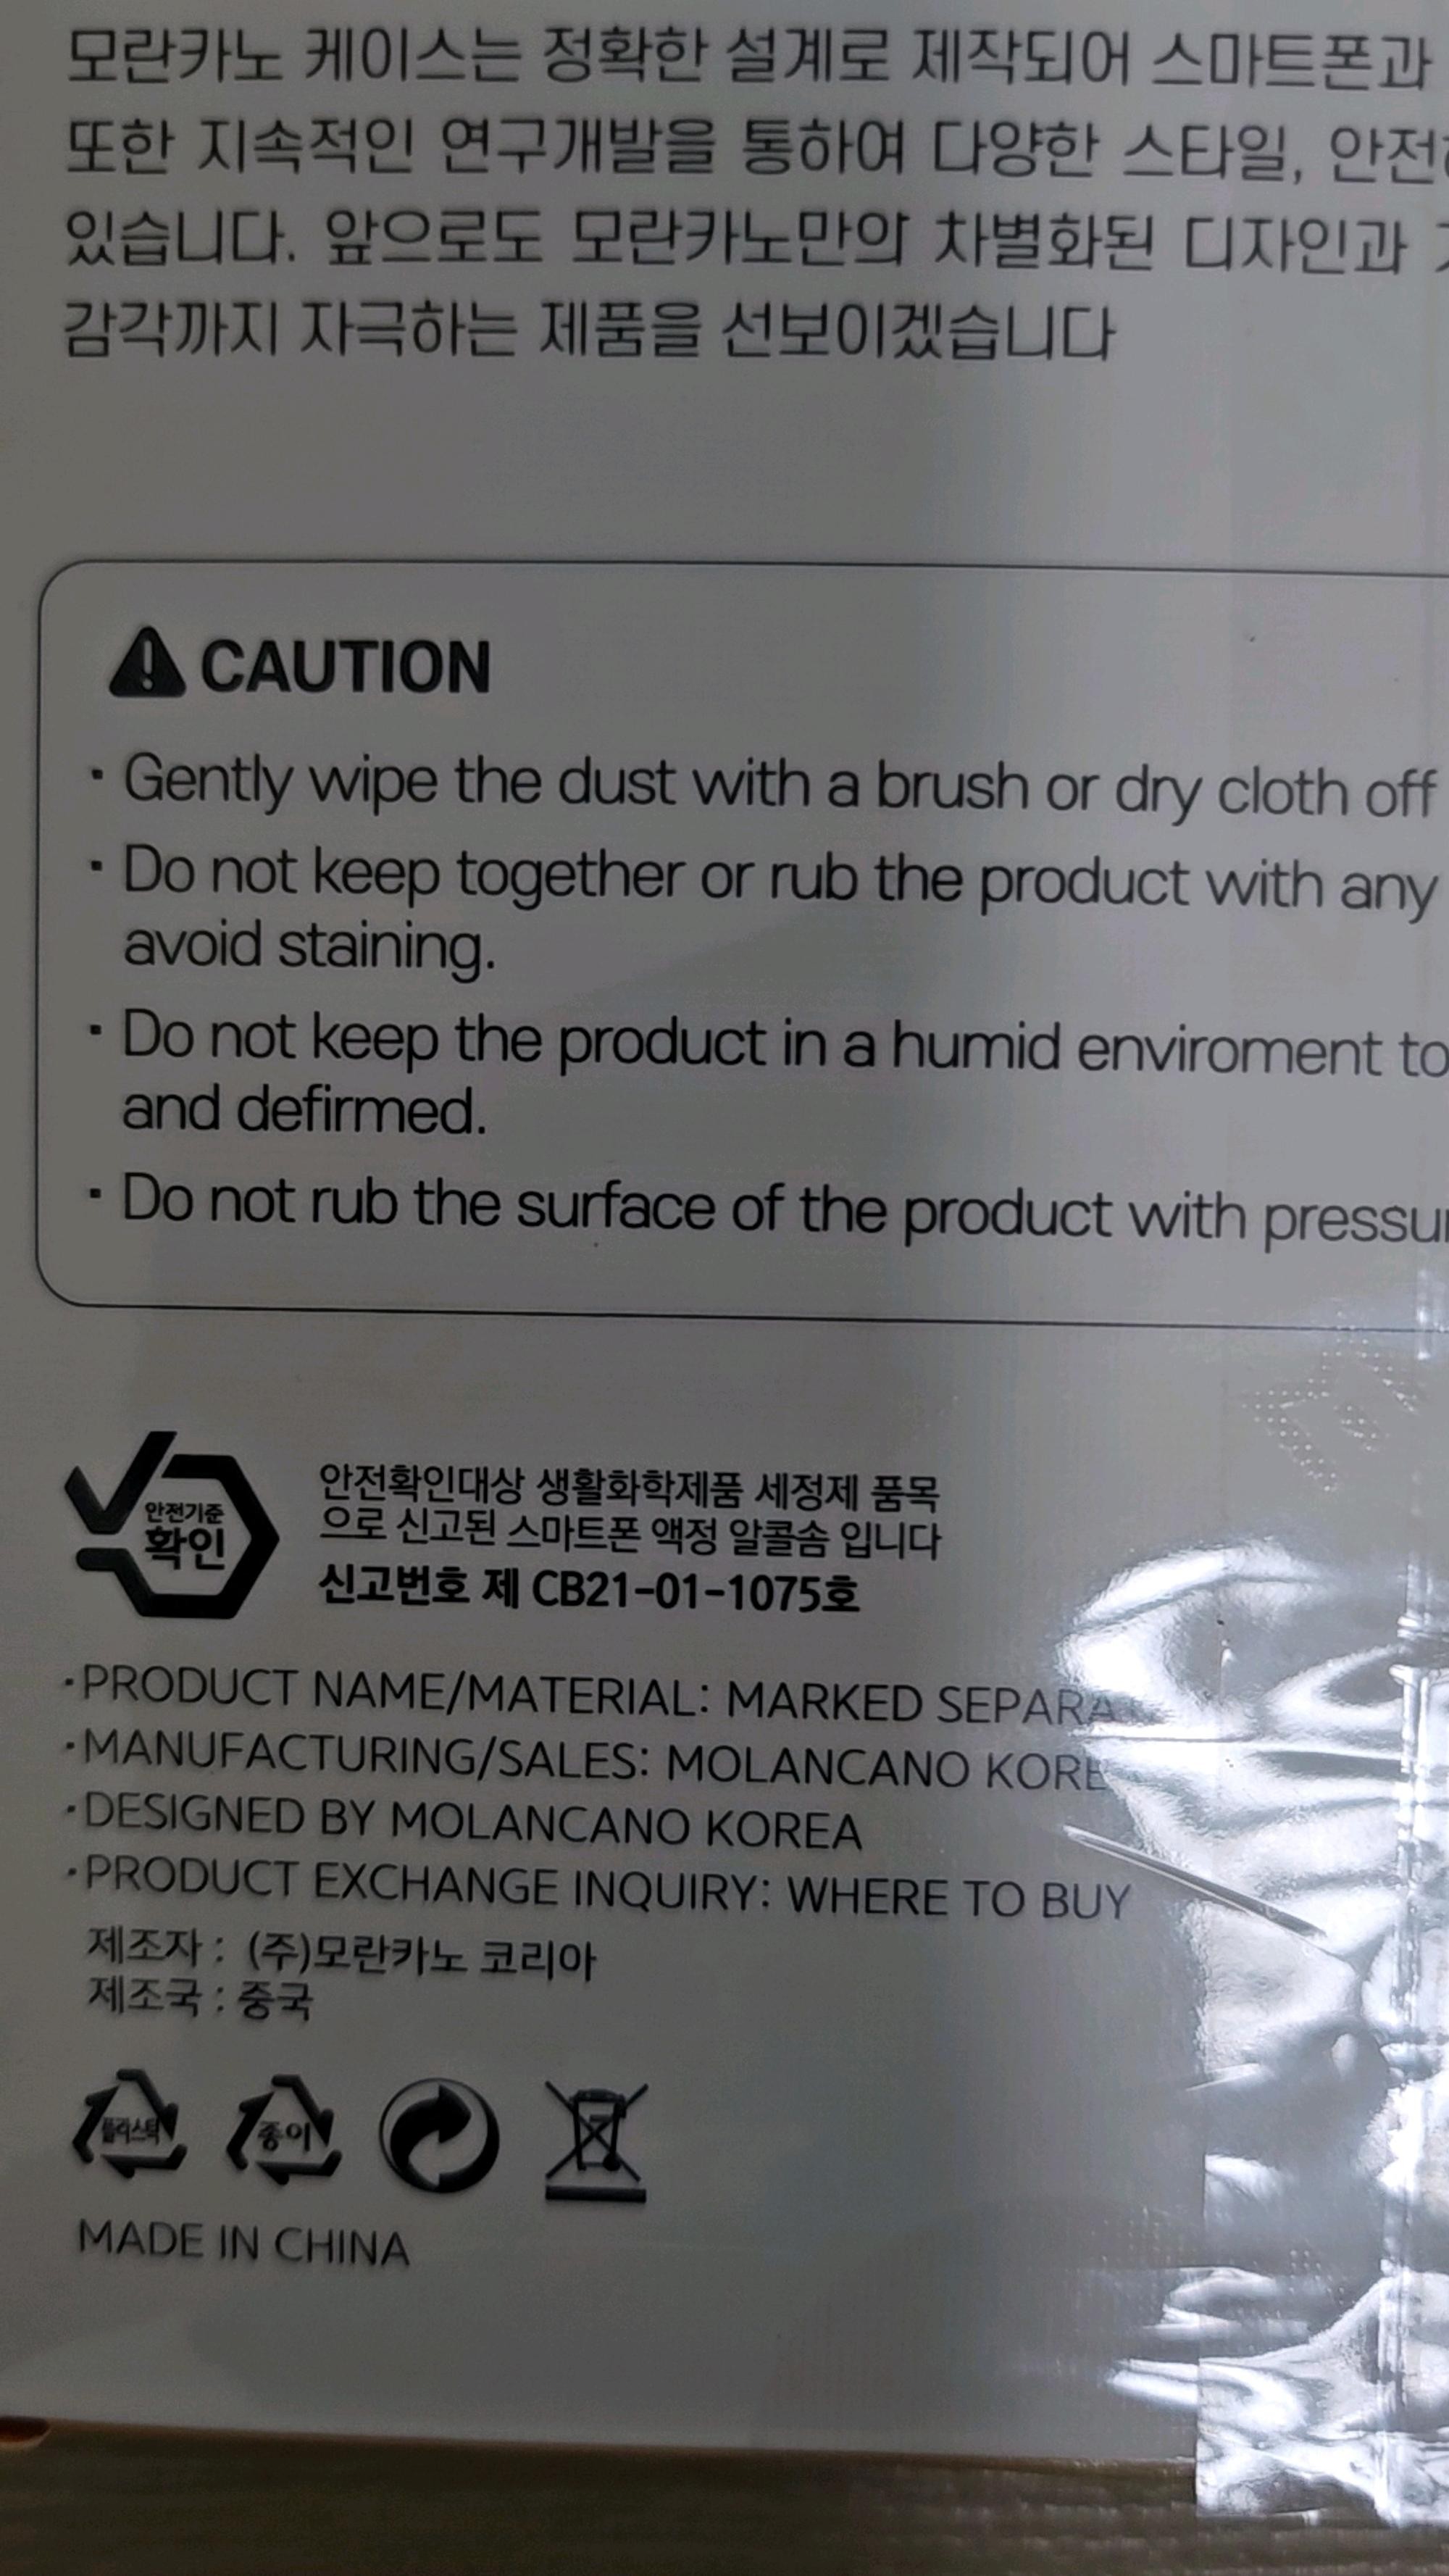 모란카노 케이스는 정확한 설계로 제작되어 스마트폰과
또한 지속적인 연구개발을 통하여 다양한 스타일, 안전
있습니다. 앞으로도 모란카노만의 차별화된 디자인과
감각까지 자극하는 제품을 선보이겠습니다
CAUTION
· Gently wipe the dust with a brush or dry cloth off
· Do not keep together or rub the product with any
avoid staining.
· Do not keep the product in a humid enviroment to
and defirmed.
· Do not rub the surface of the product with pressur
안전기준
확인
안전확인대상 생활화학제품 세정제 품목
으로 신고된 스마트폰 액정 알콜솜 입니다
신고번호 제 CB21-01-1075호
·PRODUCT NAME/MATERIAL: MARKED SEPARA
·MANUFACTURING/SALES: MOLANCANO KORE
·DESIGNED BY MOLANCANO KOREA
·PRODUCT EXCHANGE INQUIRY: WHERE TO BUY
제조자 : (주)모란카노 코리아
제조국 : 중국
플라스틱 종이
MADE IN CHINA